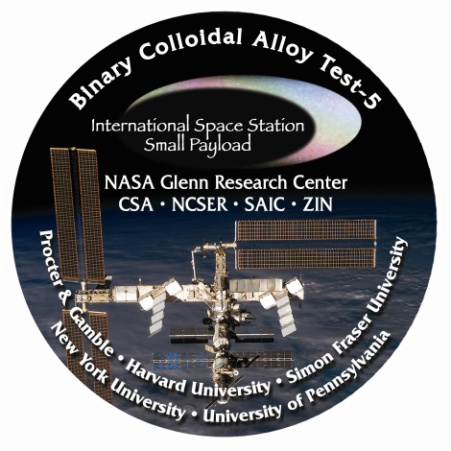 Binary Colloidal Alloy Test-5
International Space Station
Small Payload
NASA Glenn Research Center
CSA • NCSER • SAIC • ZIN
Procter & Gamble • Harvard University • Simon Fraser University
New York University • University of Pennsylvania